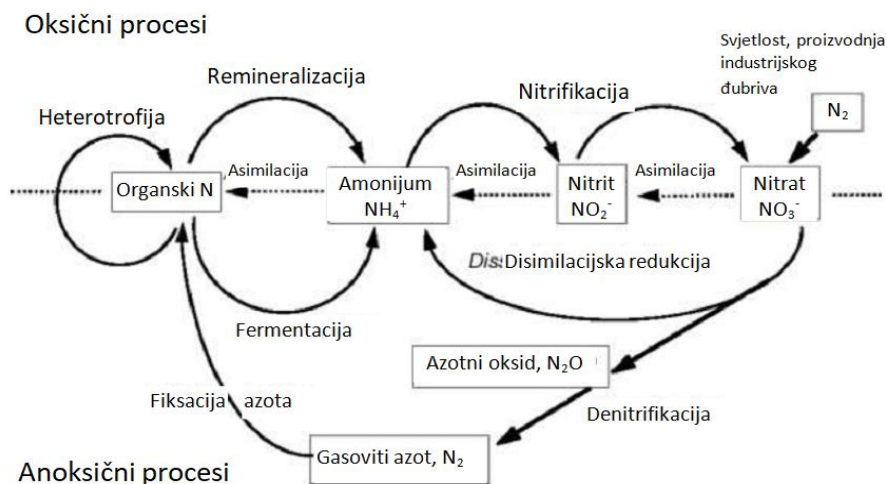 Oksični procesi
Svjetlost, proizvodnja
industrijskog
đubriva
N₂
Remineralizacija
Nitrifikacija
Heterotrofija
Asimilacija
Asimilacija
Asimilacija
Organski N
Amonijum
NH₄⁺
Nitrit
NO₂⁻
Nitrat
NO₃⁻
Dis: Disimilacijska redukcija
Fermentacija
Azotni oksid, N₂O
Fiksacija azota
Denitrifikacija
Gasoviti azot, N₂
Anoksični procesi